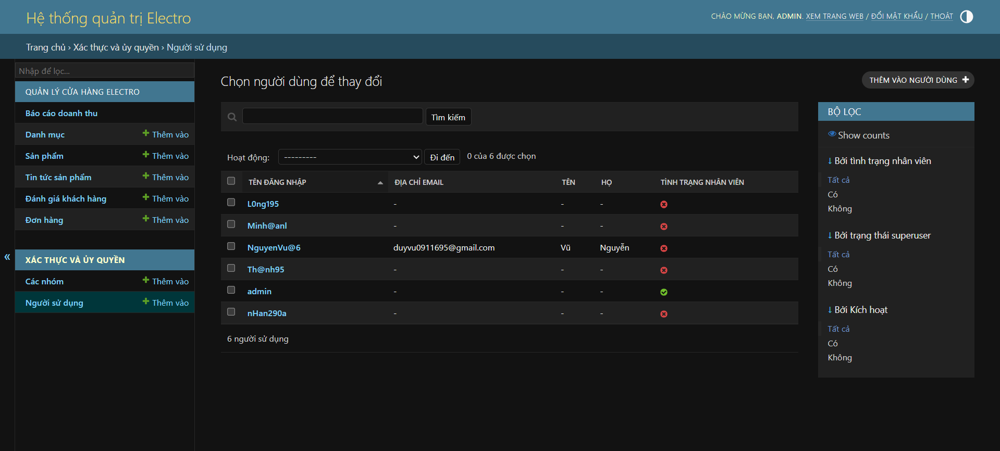 Hệ thống quản trị Electro
CHÀO MỪNG BẠN, ADMIN. XEM TRANG WEB / ĐỔI MẬT KHẨU / THOÁT
Trang chủ › Xác thực và ủy quyền › Người sử dụng
Nhập để lọc...
QUẢN LÝ CỬA HÀNG ELECTRO
Báo cáo doanh thu
Danh mục Thêm vào
Sản phẩm Thêm vào
Tin tức sản phẩm Thêm vào
Đánh giá khách hàng Thêm vào
Đơn hàng Thêm vào
«
XÁC THỰC VÀ ỦY QUYỀN
Các nhóm Thêm vào
Người sử dụng Thêm vào
Chọn người dùng để thay đổi
THÊM VÀO NGƯỜI DÙNG
Tìm kiếm
Hoạt động: --------- Đi đến 0 của 6 được chọn
TÊN ĐĂNG NHẬP ĐỊA CHỈ EMAIL TÊN HỌ TÌNH TRẠNG NHÂN VIÊN
L0ng195 - - -
Minh@anl - - -
NguyenVu@6 duyvu0911695@gmail.com Vũ Nguyễn
Th@nh95 - - -
admin - - -
nHan290a - - -
6 người sử dụng
BỘ LỌC
Show counts
↓ Bởi tình trạng nhân viên
Tất cả
Có
Không
↓ Bởi trạng thái superuser
Tất cả
Có
Không
↓ Bởi Kích hoạt
Tất cả
Có
Không